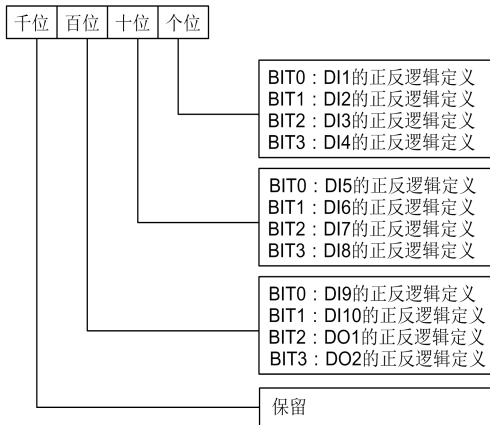 千位 百位 十位 个位
BIT0：DI1的正反逻辑定义
BIT1：DI2的正反逻辑定义
BIT2：DI3的正反逻辑定义
BIT3：DI4的正反逻辑定义
BIT0：DI5的正反逻辑定义
BIT1：DI6的正反逻辑定义
BIT2：DI7的正反逻辑定义
BIT3：DI8的正反逻辑定义
BIT0：DI9的正反逻辑定义
BIT1：DI10的正反逻辑定义
BIT2：DO1的正反逻辑定义
BIT3：DO2的正反逻辑定义
保留